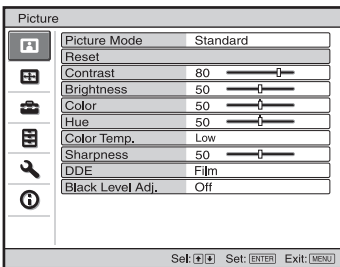 Picture
Picture Mode Standard
Reset
Contrast 80
Brightness 50
Color 50
Hue 50
Color Temp. Low
Sharpness 50
DDE Film
Black Level Adj. Off
Sel: Set: ENTER Exit: MENU